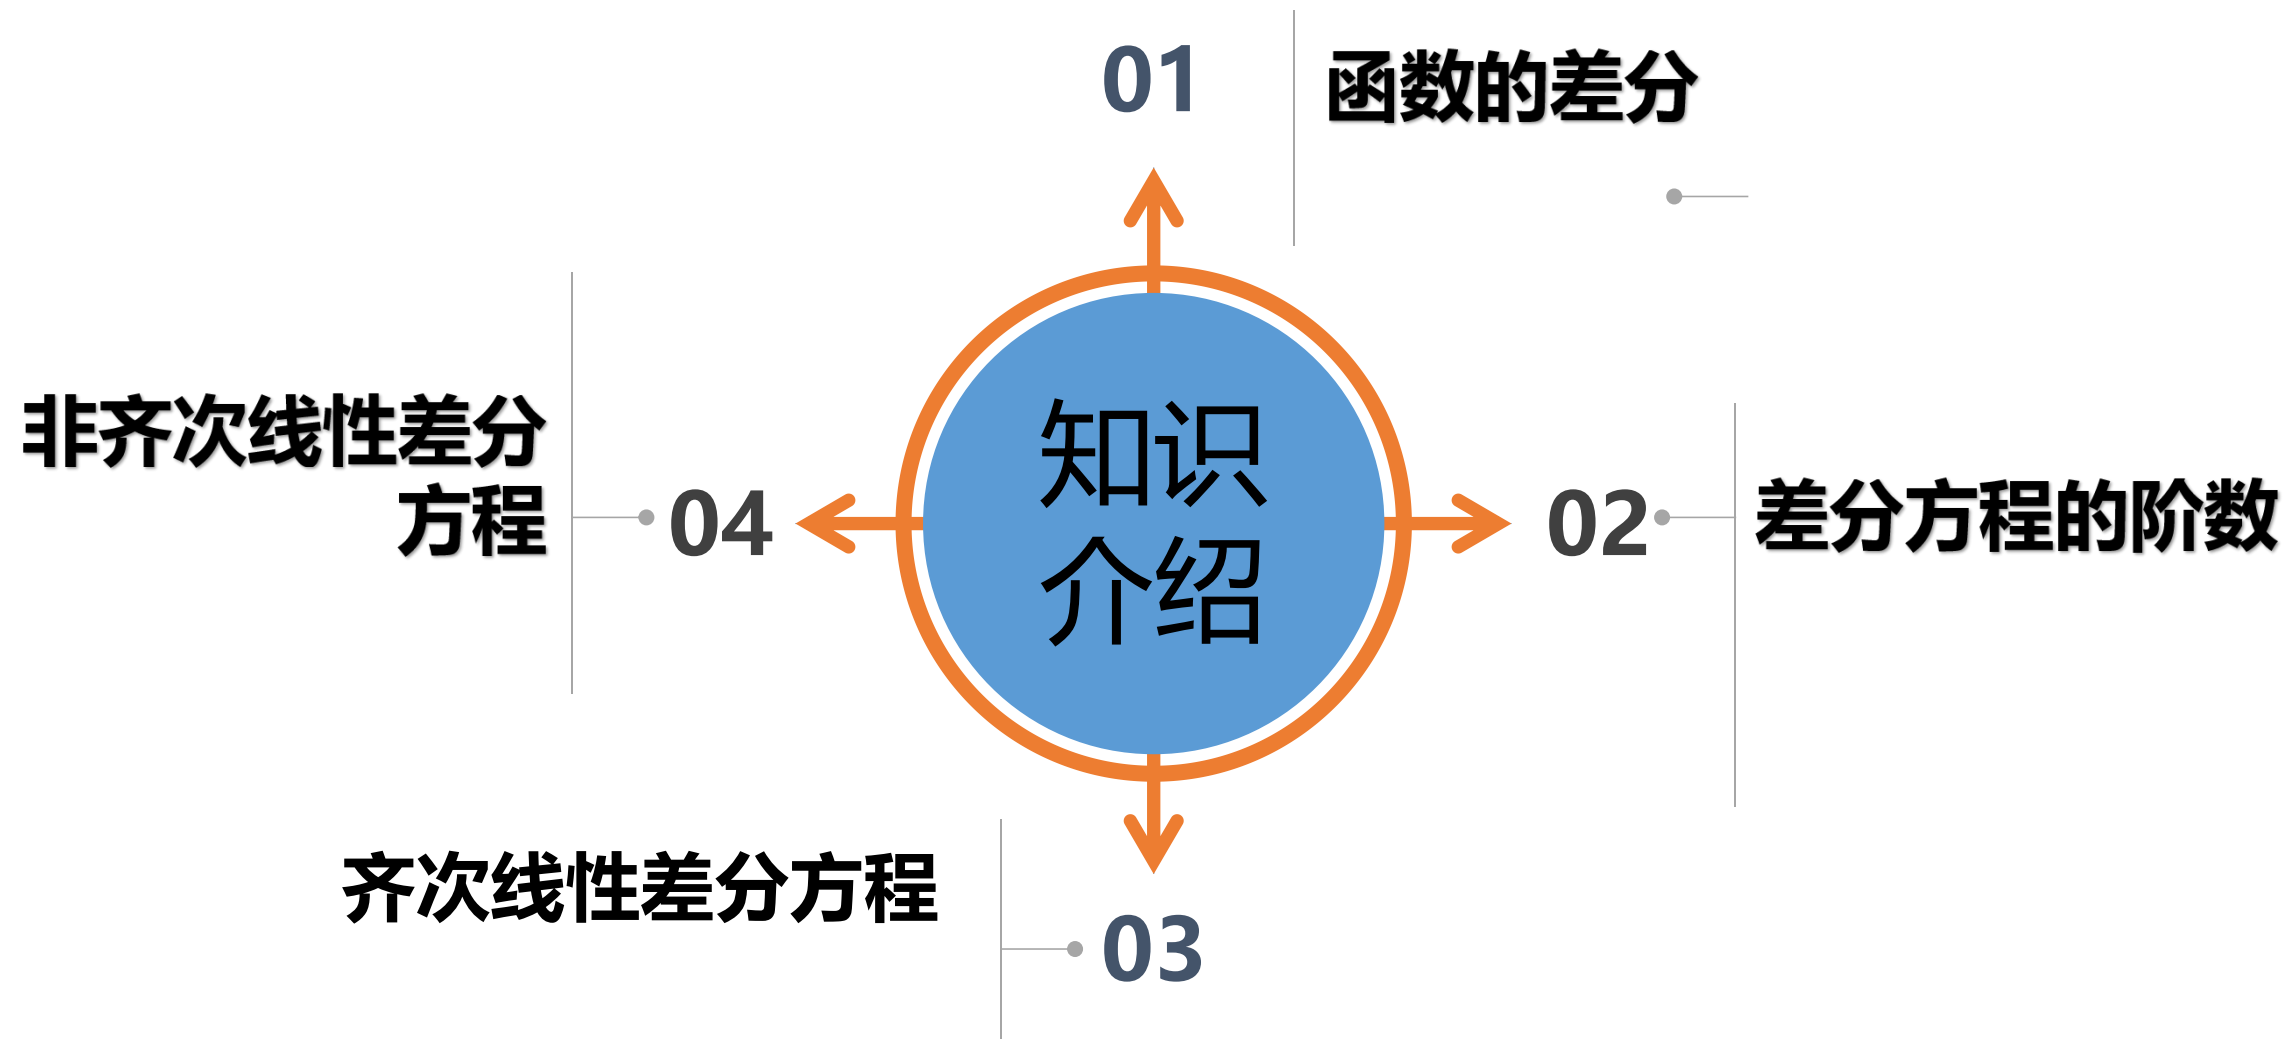 01
函数的差分
知识
介绍
02
差分方程的阶数
03
齐次线性差分方程
04
非齐次线性差分
方程